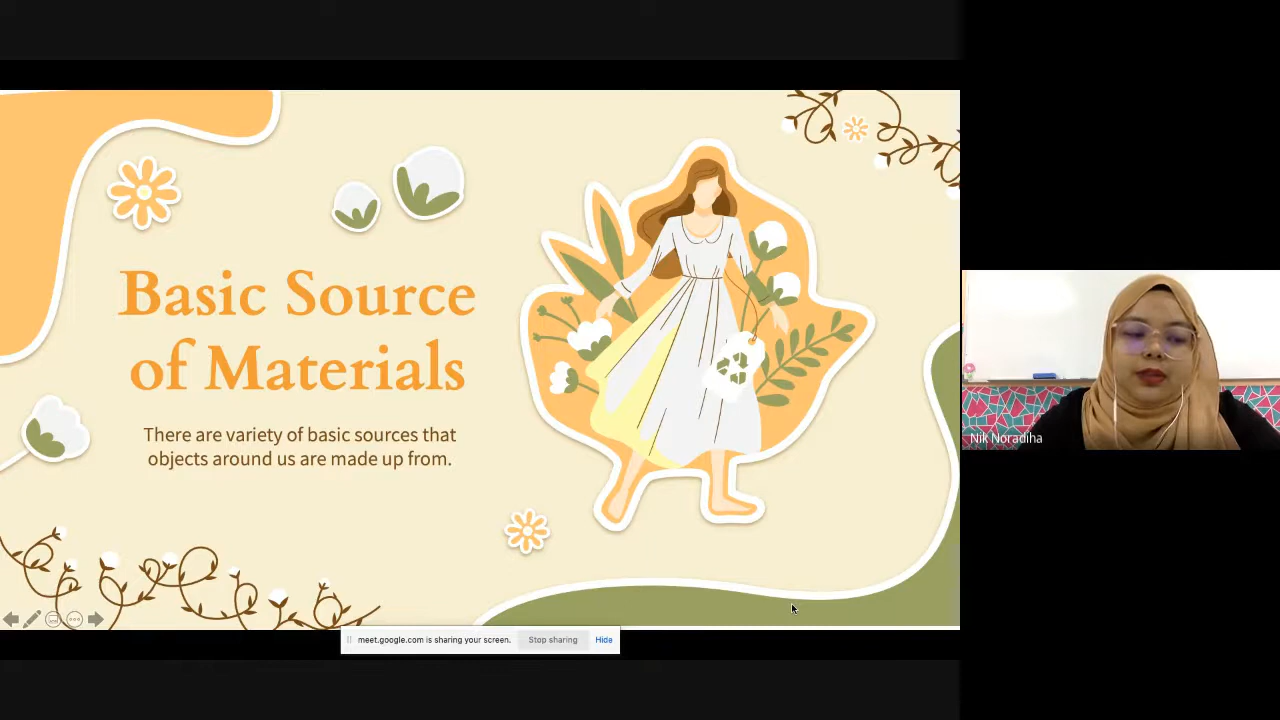 Basic Source
of Materials
There are variety of basic sources that
objects around us are made up from.
Nik Noradiha
meet.google.com is sharing your screen.
Stop sharing
Hide